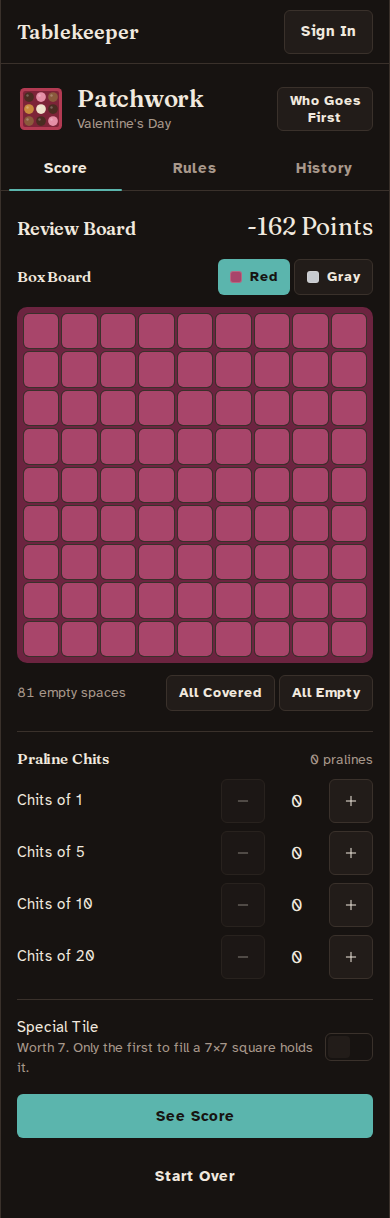 Tablekeeper
Sign In
Patchwork
Valentine's Day
Who Goes
First
Score
Rules
History
Review Board
-162 Points
Box Board
Red
Gray
81 empty spaces
All Covered
All Empty
Praline Chits
0 pralines
Chits of 1
− 0 +
Chits of 5
− 0 +
Chits of 10
− 0 +
Chits of 20
− 0 +
Special Tile
Worth 7. Only the first to fill a 7×7 square holds
it.
See Score
Start Over